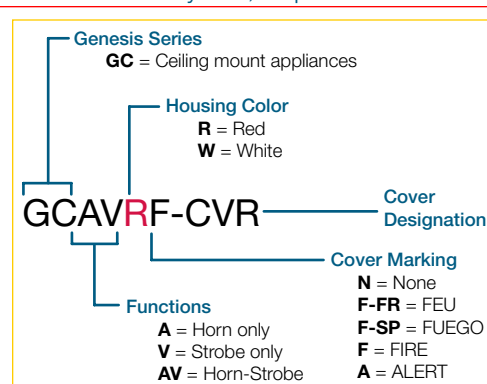 Genesis Series
GC = Ceiling mount appliances
Housing Color
R = Red
W = White
GCAVRF-CVR
Cover
Designation
Cover Marking
N = None
F-FR = FEU
F-SP = FUEGO
F = FIRE
A = ALERT
Functions
A = Horn only
V = Strobe only
AV = Horn-Strobe